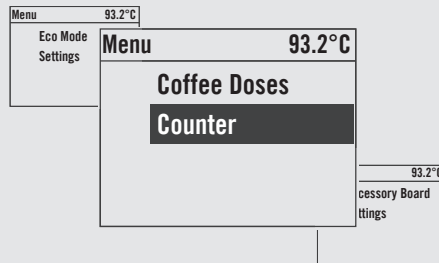 Menu 93.2°C
Eco Mode
Settings
Menu 93.2°C
Coffee Doses
Counter
93.2°
cessory Board
ttings